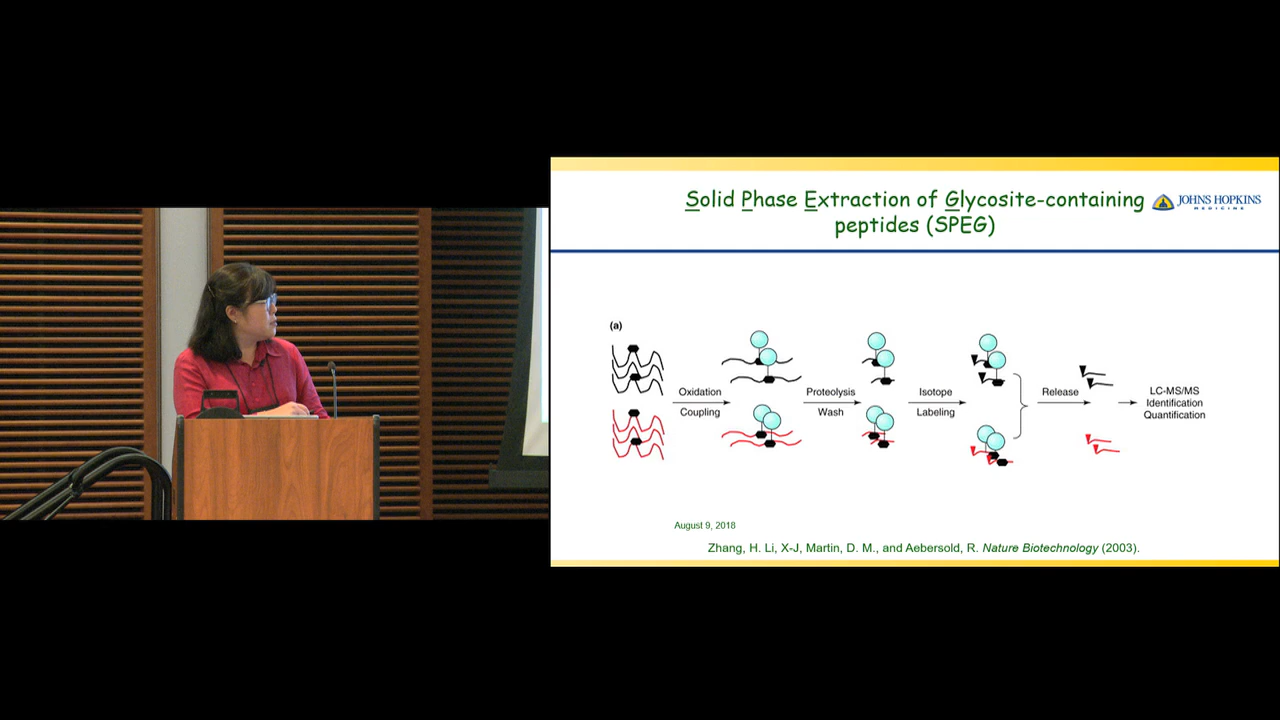 Solid Phase Extraction of Glycosite-containing
peptides (SPEG)
JOHNS HOPKINS
MEDICINE
(a)
Oxidation
Coupling
Proteolysis
Wash
Isotope
Labeling
Release
LC-MS/MS
Identification
Quantification
August 9, 2018
Zhang, H. Li, X-J, Martin, D. M., and Aebersold, R. Nature Biotechnology (2003).